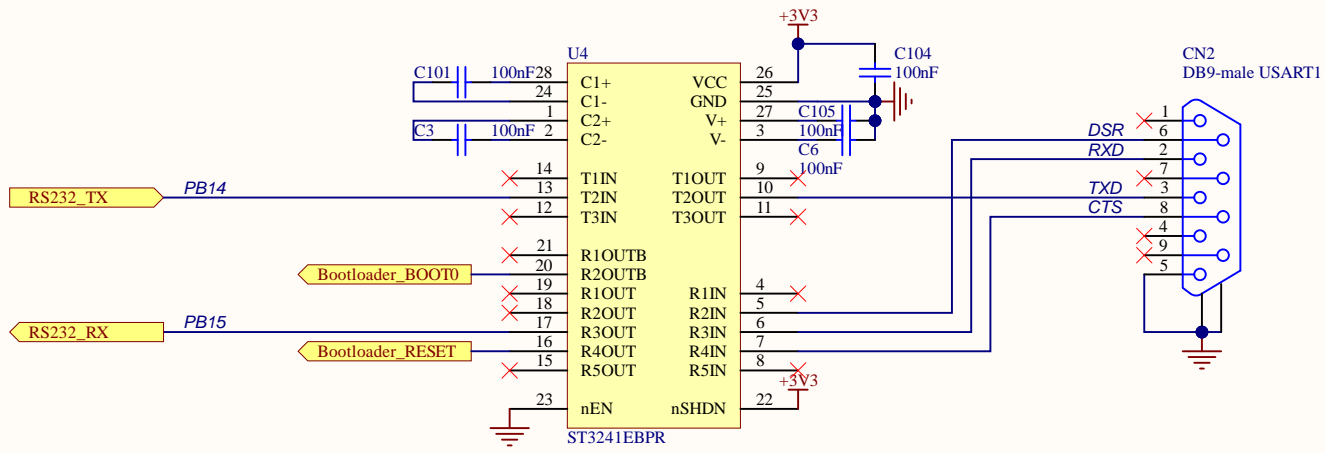 +3V3
U4
C104
100nF
CN2
DB9-male USART1
C101
100nF
28
C1+
VCC
26
24
C1-
GND
25
1
C2+
V+
27
C105
100nF
C3
100nF
2
C2-
V-
3
C6
100nF
14
T1IN
T1OUT
9
RS232_TX
PB14
13
T2IN
T2OUT
10
12
T3IN
T3OUT
11
21
R1OUTB
Bootloader_BOOT0
20
R2OUTB
19
R1OUT
R1IN
4
18
R2OUT
R2IN
5
RS232_RX
PB15
17
R3OUT
R3IN
6
Bootloader_RESET
16
R4OUT
R4IN
7
15
R5OUT
R5IN
8
+3V3
23
nEN
nSHDN
22
ST3241EBPR
1
DSR
6
RXD
2
7
TXD
3
CTS
8
4
9
5